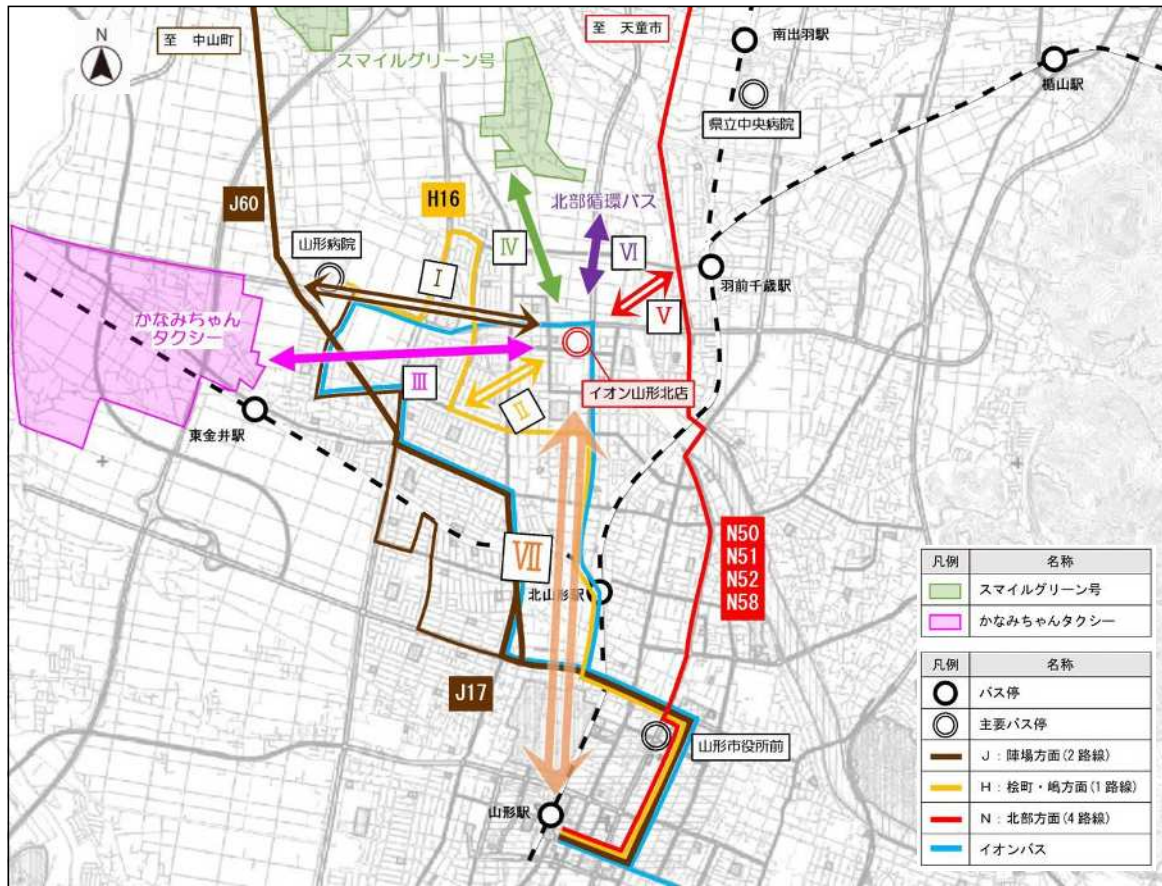 N
至 中山町
至 天童市
南出羽駅
楯山駅
スマイルグリーン号
県立中央病院
J60
H16
北部循環バス
山形病院
Ⅰ
Ⅳ
Ⅵ
羽前千歳駅
Ⅴ
かなみちゃん
タクシー
Ⅲ
Ⅱ
イオン山形北店
東金井駅
Ⅶ
N50
N51
N52
N58
北山形駅
J17
山形市役所前
山形駅
凡例 名称
スマイルグリーン号
かなみちゃんタクシー
凡例 名称
バス停
主要バス停
J：陣場方面(2路線)
H：桧町・嶋方面(1路線)
N：北部方面(4路線)
イオンバス